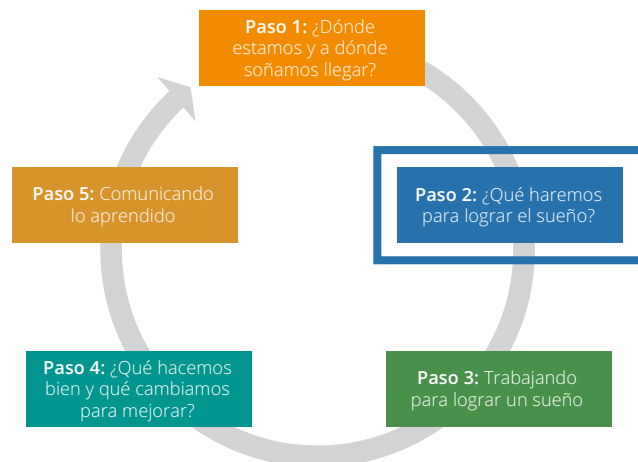 Paso 1: ¿Dónde
estamos y a dónde
soñamos llegar?
Paso 2: ¿Qué haremos
para lograr el sueño?
Paso 3: Trabajando
para lograr un sueño
Paso 4: ¿Qué hacemos
bien y qué cambiamos
para mejorar?
Paso 5: Comunicando
lo aprendido